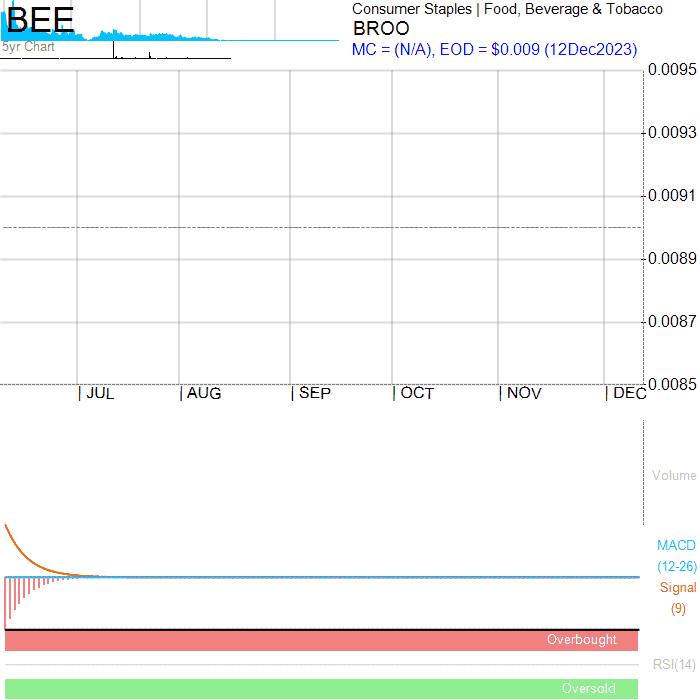 BEE
5yr Chart
Consumer Staples | Food, Beverage & Tobacco
BROO
MC = (N/A), EOD = $0.009 (12Dec2023)
0.0095
0.0093
0.0091
0.0089
0.0087
0.0085
| JUL | AUG | SEP | OCT | NOV | DEC
Volume
MACD
(12-26)
Signal
(9)
Overbought
RSI(14)
Oversold